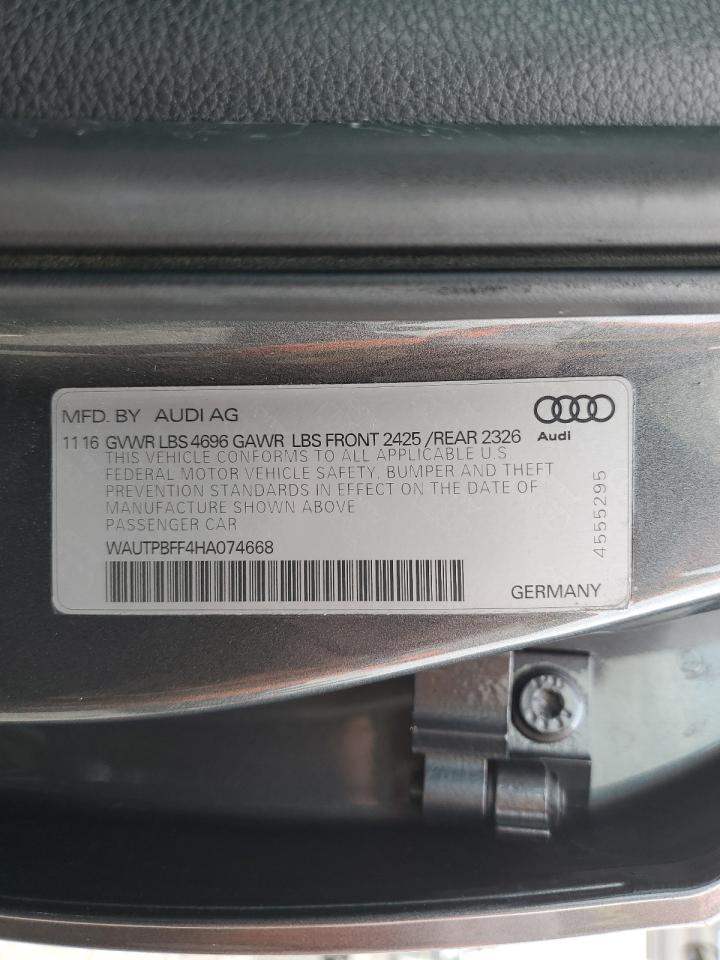 MFD. BY AUDI AG
11 16 GVWR LBS 4696 GAWR LBS FRONT 2425 /REAR 2326
Audi
THIS VEHICLE CONFORMS TO ALL APPLICABLE U.S
FEDERAL MOTOR VEHICLE SAFETY, BUMPER AND THEFT
PREVENTION STANDARDS IN EFFECT ON THE DATE OF
MANUFACTURE SHOWN ABOVE
PASSENGER CAR
WAUTPBFF4HA074668
4555295
GERMANY